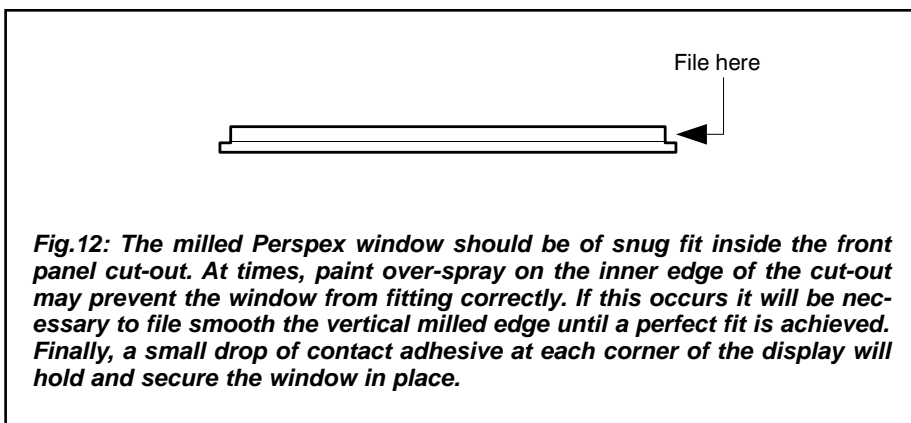 File here
Fig.12: The milled Perspex window should be of snug fit inside the front
panel cut-out. At times, paint over-spray on the inner edge of the cut-out
may prevent the window from fitting correctly. If this occurs it will be nec-
essary to file smooth the vertical milled edge until a perfect fit is achieved.
Finally, a small drop of contact adhesive at each corner of the display will
hold and secure the window in place.